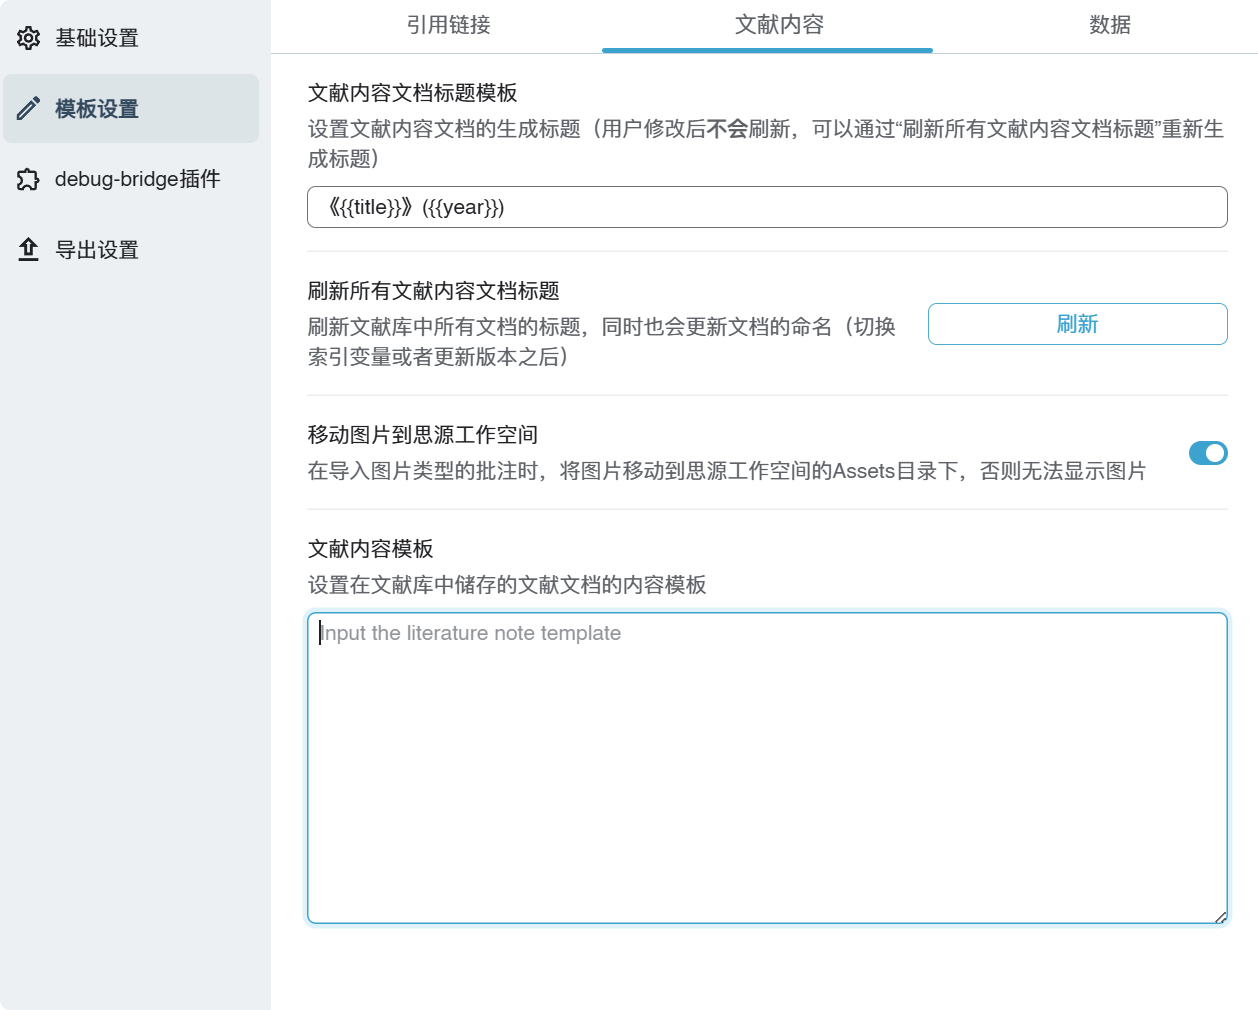 基础设置
模板设置
debug-bridge插件
导出设置
引用链接
文献内容
数据
文献内容文档标题模板
设置文献内容文档的生成标题（用户修改后不会刷新，可以通过“刷新所有文献内容文档标题”重新生
成标题）
《{{title}}》({{year}})
刷新所有文献内容文档标题
刷新文献库中所有文档的标题，同时也会更新文档的命名（切换
索引变量或者更新版本之后）
刷新
移动图片到思源工作空间
在导入图片类型的批注时，将图片移动到思源工作空间的Assets目录下，否则无法显示图片
文献内容模板
设置在文献库中储存的文献文档的内容模板
Input the literature note template